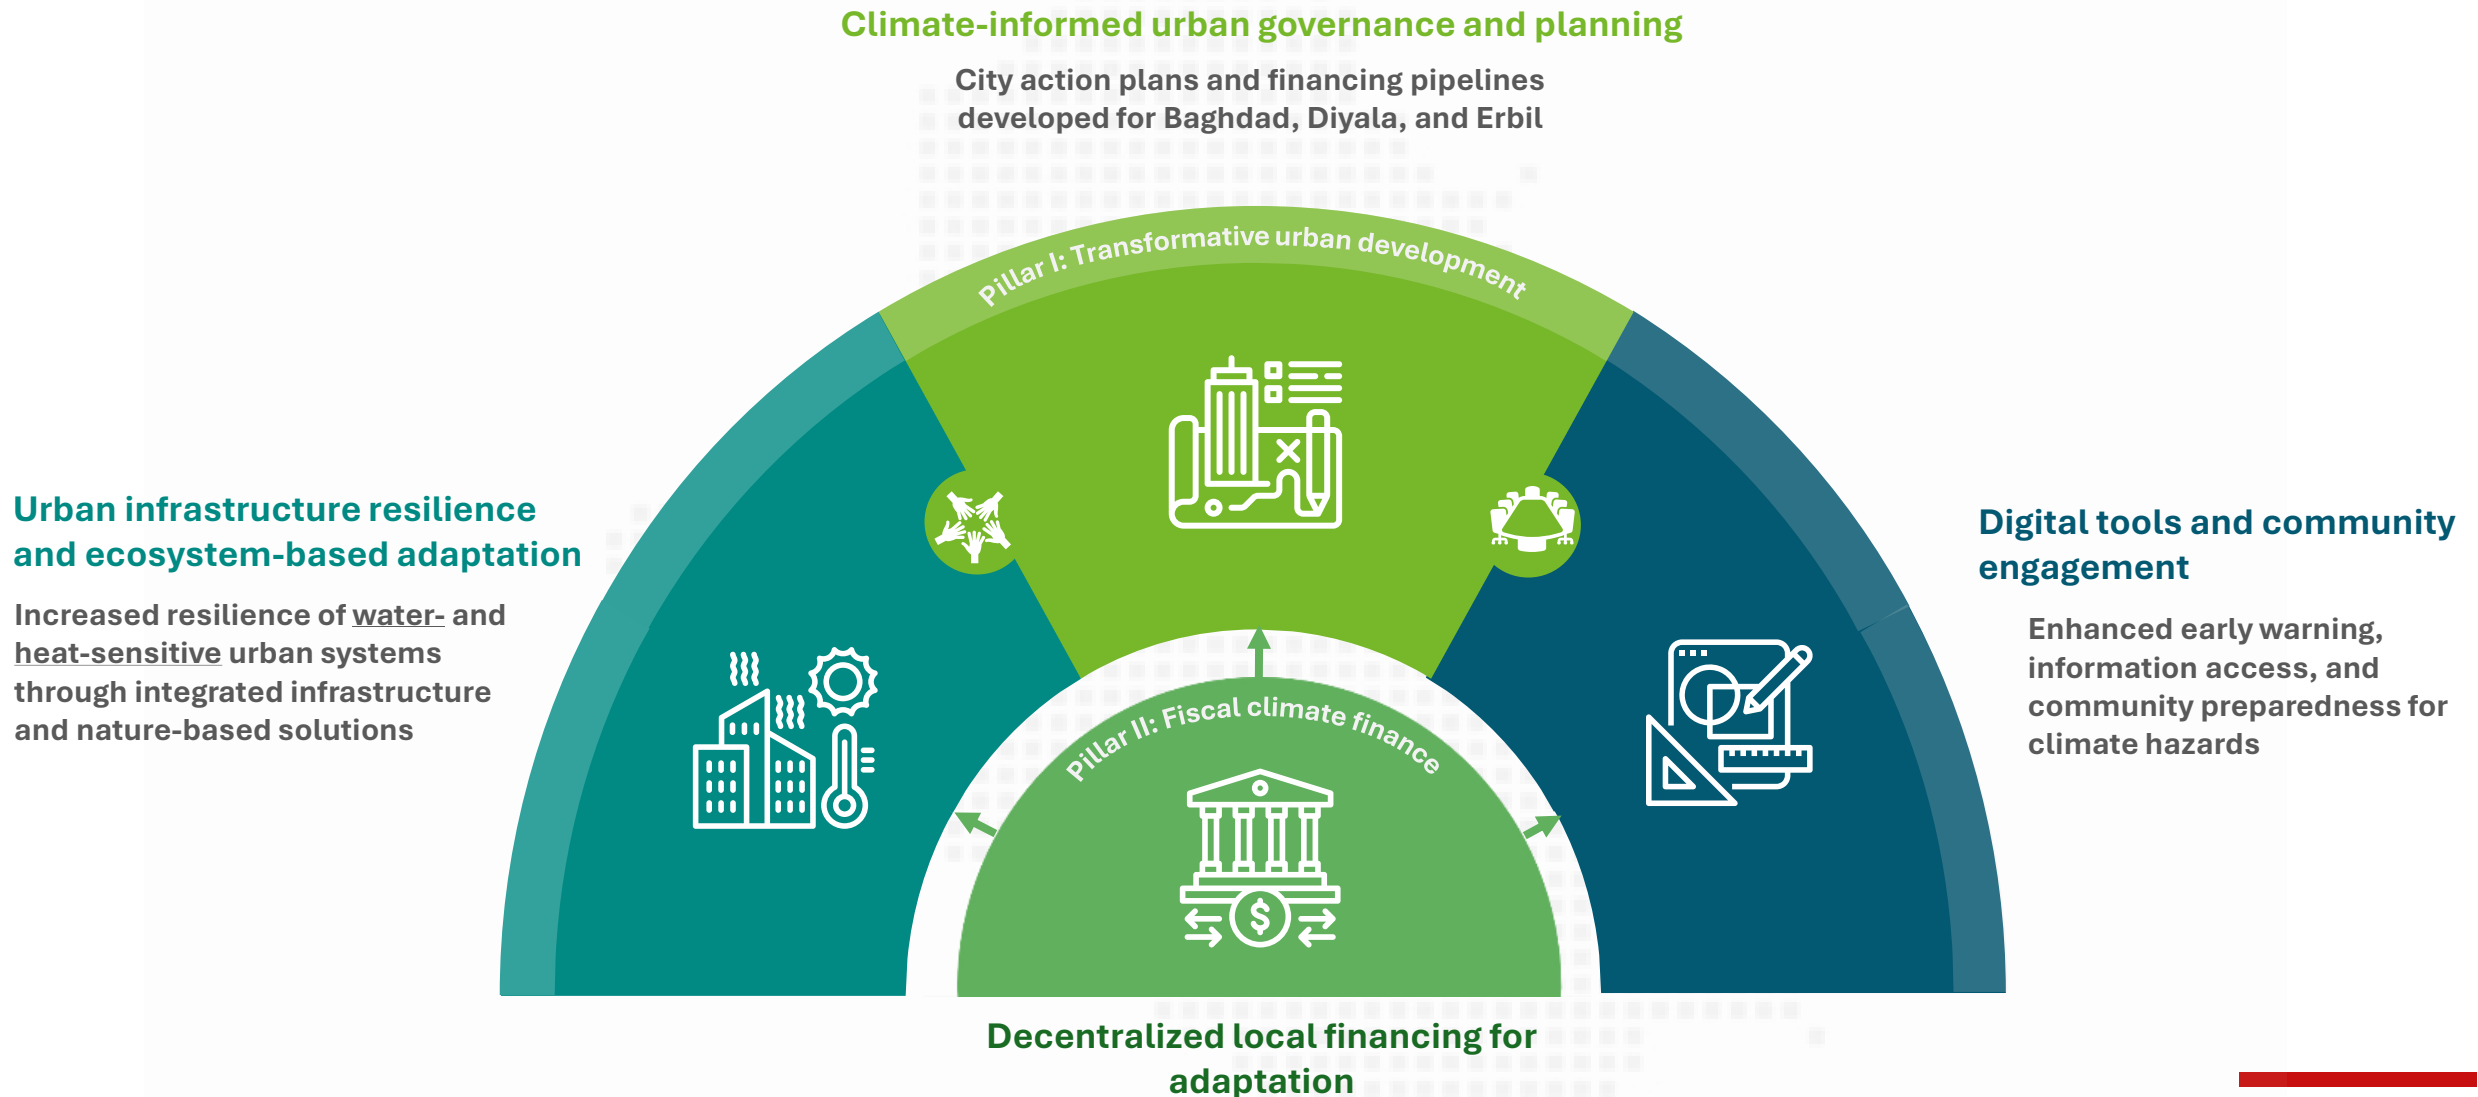 Climate-informed urban governance and planning
City action plans and financing pipelines
developed for Baghdad, Diyala, and Erbil
Pillar I: Transformative urban development
Urban infrastructure resilience
and ecosystem-based adaptation
Increased resilience of water- and
heat-sensitive urban systems
through integrated infrastructure
and nature-based solutions
Digital tools and community
engagement
Enhanced early warning,
information access, and
community preparedness for
climate hazards
Pillar II: Fiscal climate finance
$
Decentralized local financing for
adaptation